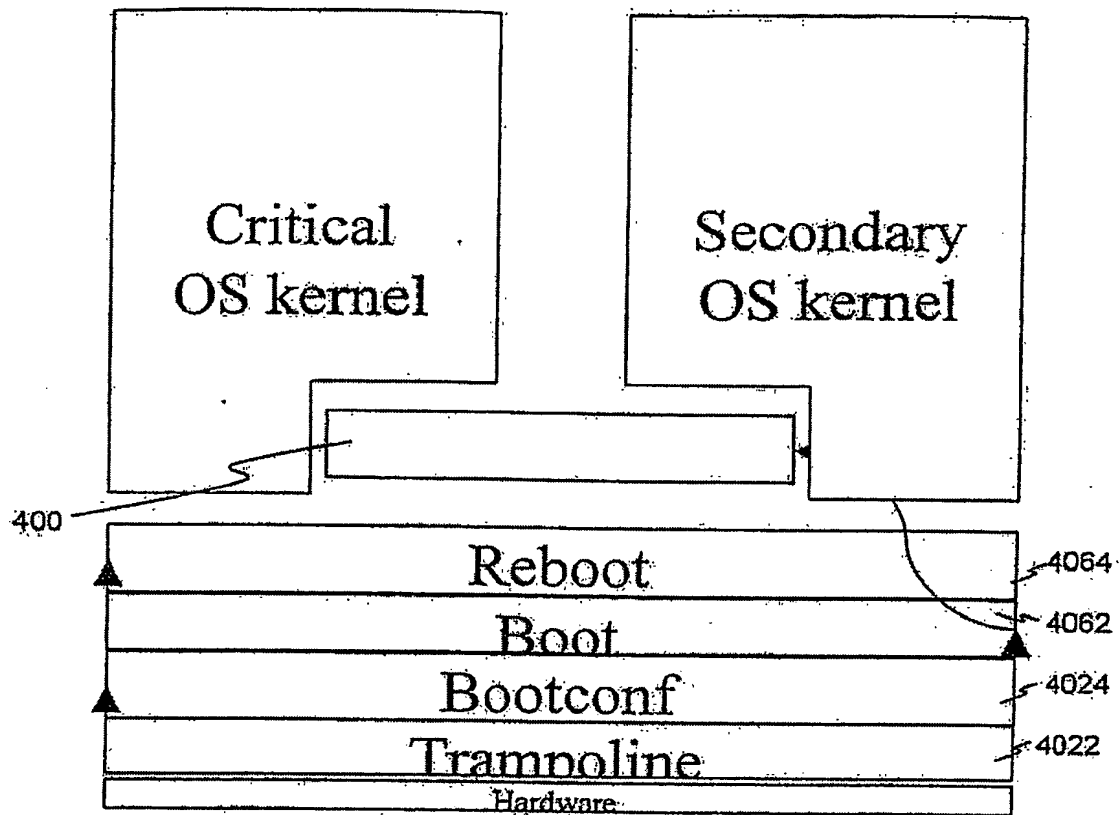 Critical
OS kernel
Secondary
OS kernel
400
Reboot
4064
Boot
4062
Bootconf
4024
Trampoline
4022
Hardware